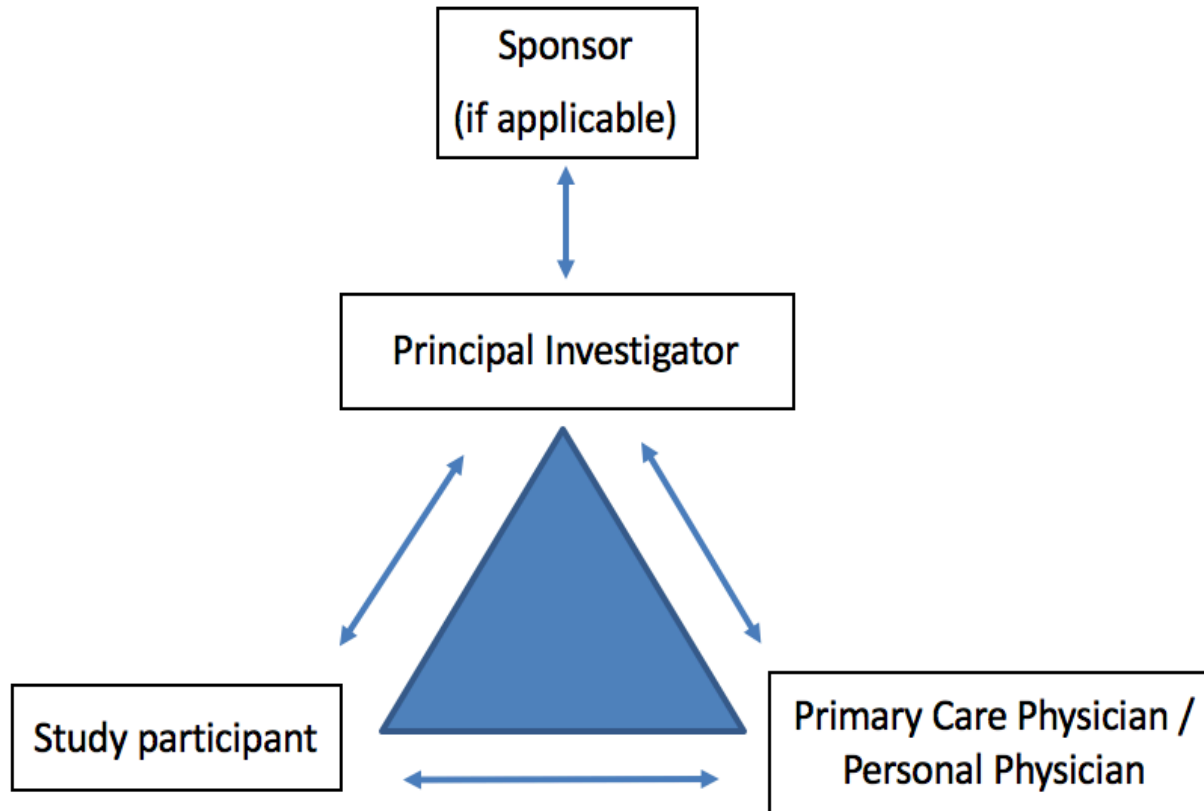 Sponsor
(if applicable)
Principal Investigator
Study participant
Primary Care Physician /
Personal Physician